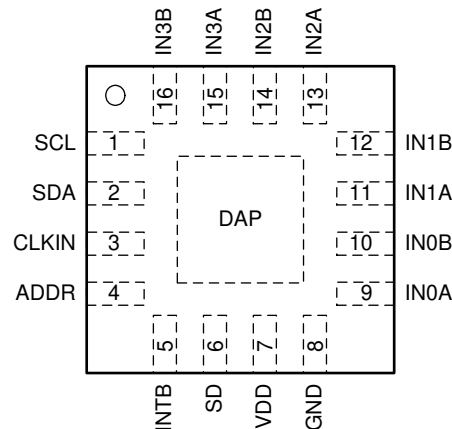 IN3B IN3A IN2B IN2A
16 15 14 13
SCL 1 12 IN1B
SDA 2 11 IN1A
DAP
CLKIN 3 10 IN0B
ADDR 4 9 IN0A
5 6 7 8
INTB SD VDD GND